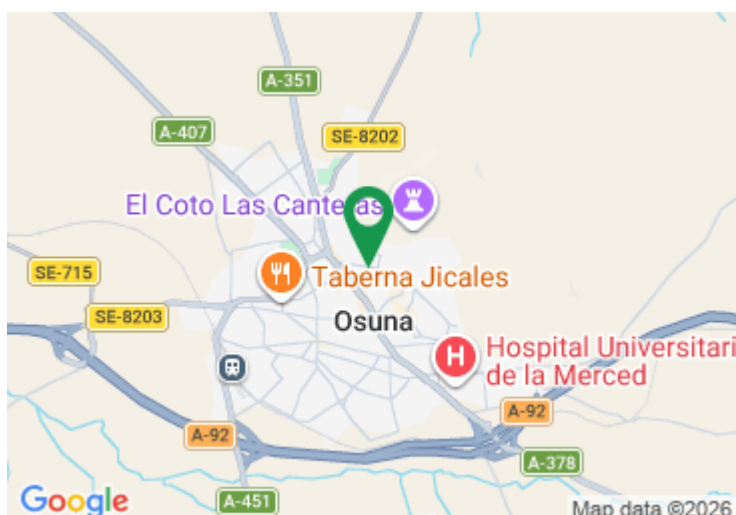 A-351
A-407
SE-8202
El Coto Las Canteras
SE-715
Taberna Jicales
SE-8203
Osuna
Hospital Universitari
de la Merced
A-92
A-92
A-378
A-451
Google
Map data ©2026